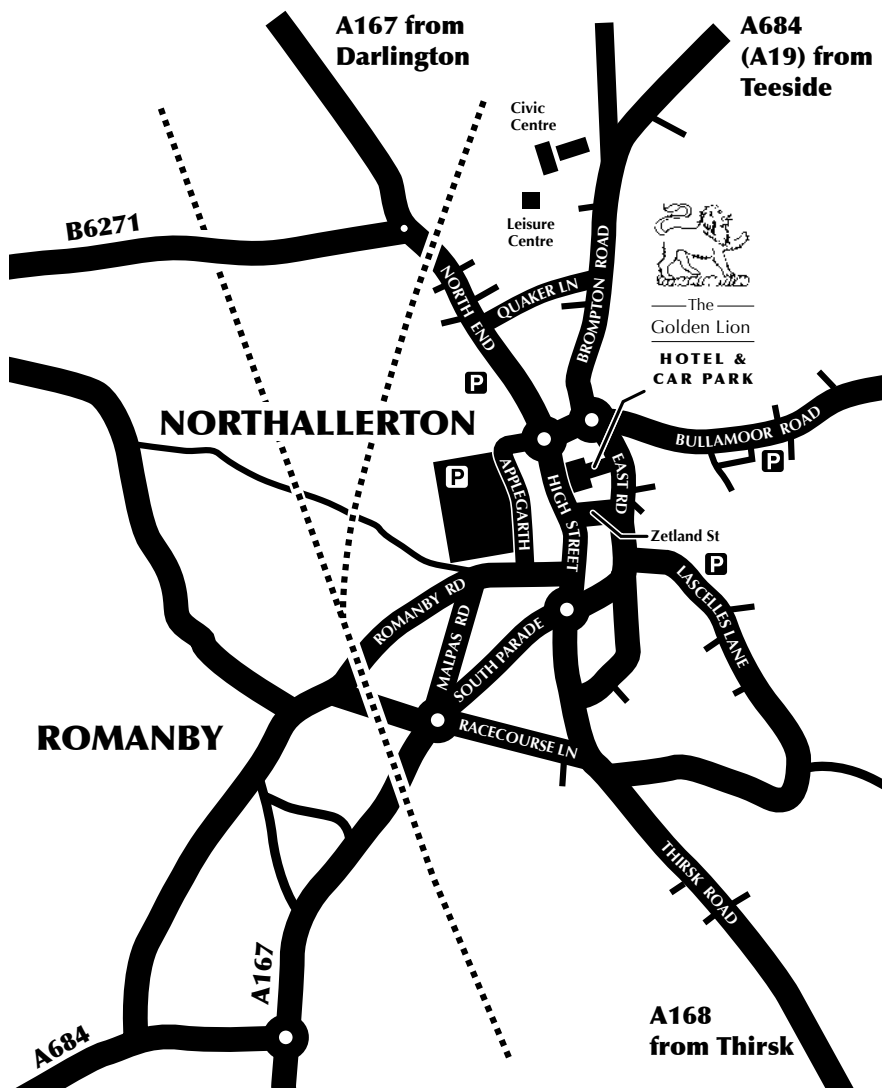 A167 from
Darlington
A684
(A19) from
Teeside
Civic
Centre
Leisure
Centre
B6271
NORTH END
QUAKER LN
BROMPTON ROAD
The
Golden Lion
HOTEL &
CAR PARK
P
NORTHALLERTON
BULLAMOOR ROAD
P
P
APPLEGARTH
HIGH STREET
EAST RD
Zetland St
P
LASCELLES LANE
ROMANBY RD
MALPAS RD
SOUTH PARADE
RACECOURSE LN
ROMANBY
THIRSK ROAD
A167
A684
A168
from Thirsk